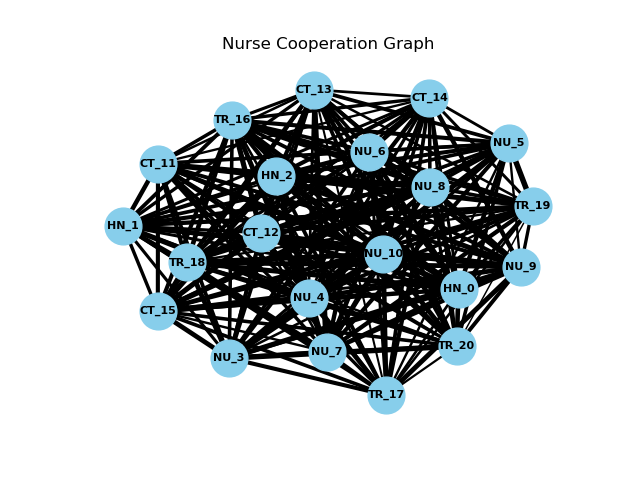 Nurse Cooperation Graph
CT_13
CT_14
TR_16
NU_5
NU_6
CT_11
HN_2
NU_8
TR_19
HN_1
CT_12
NU_10
TR_18
NU_9
HN_0
NU_4
CT_15
TR_20
NU_7
NU_3
TR_17